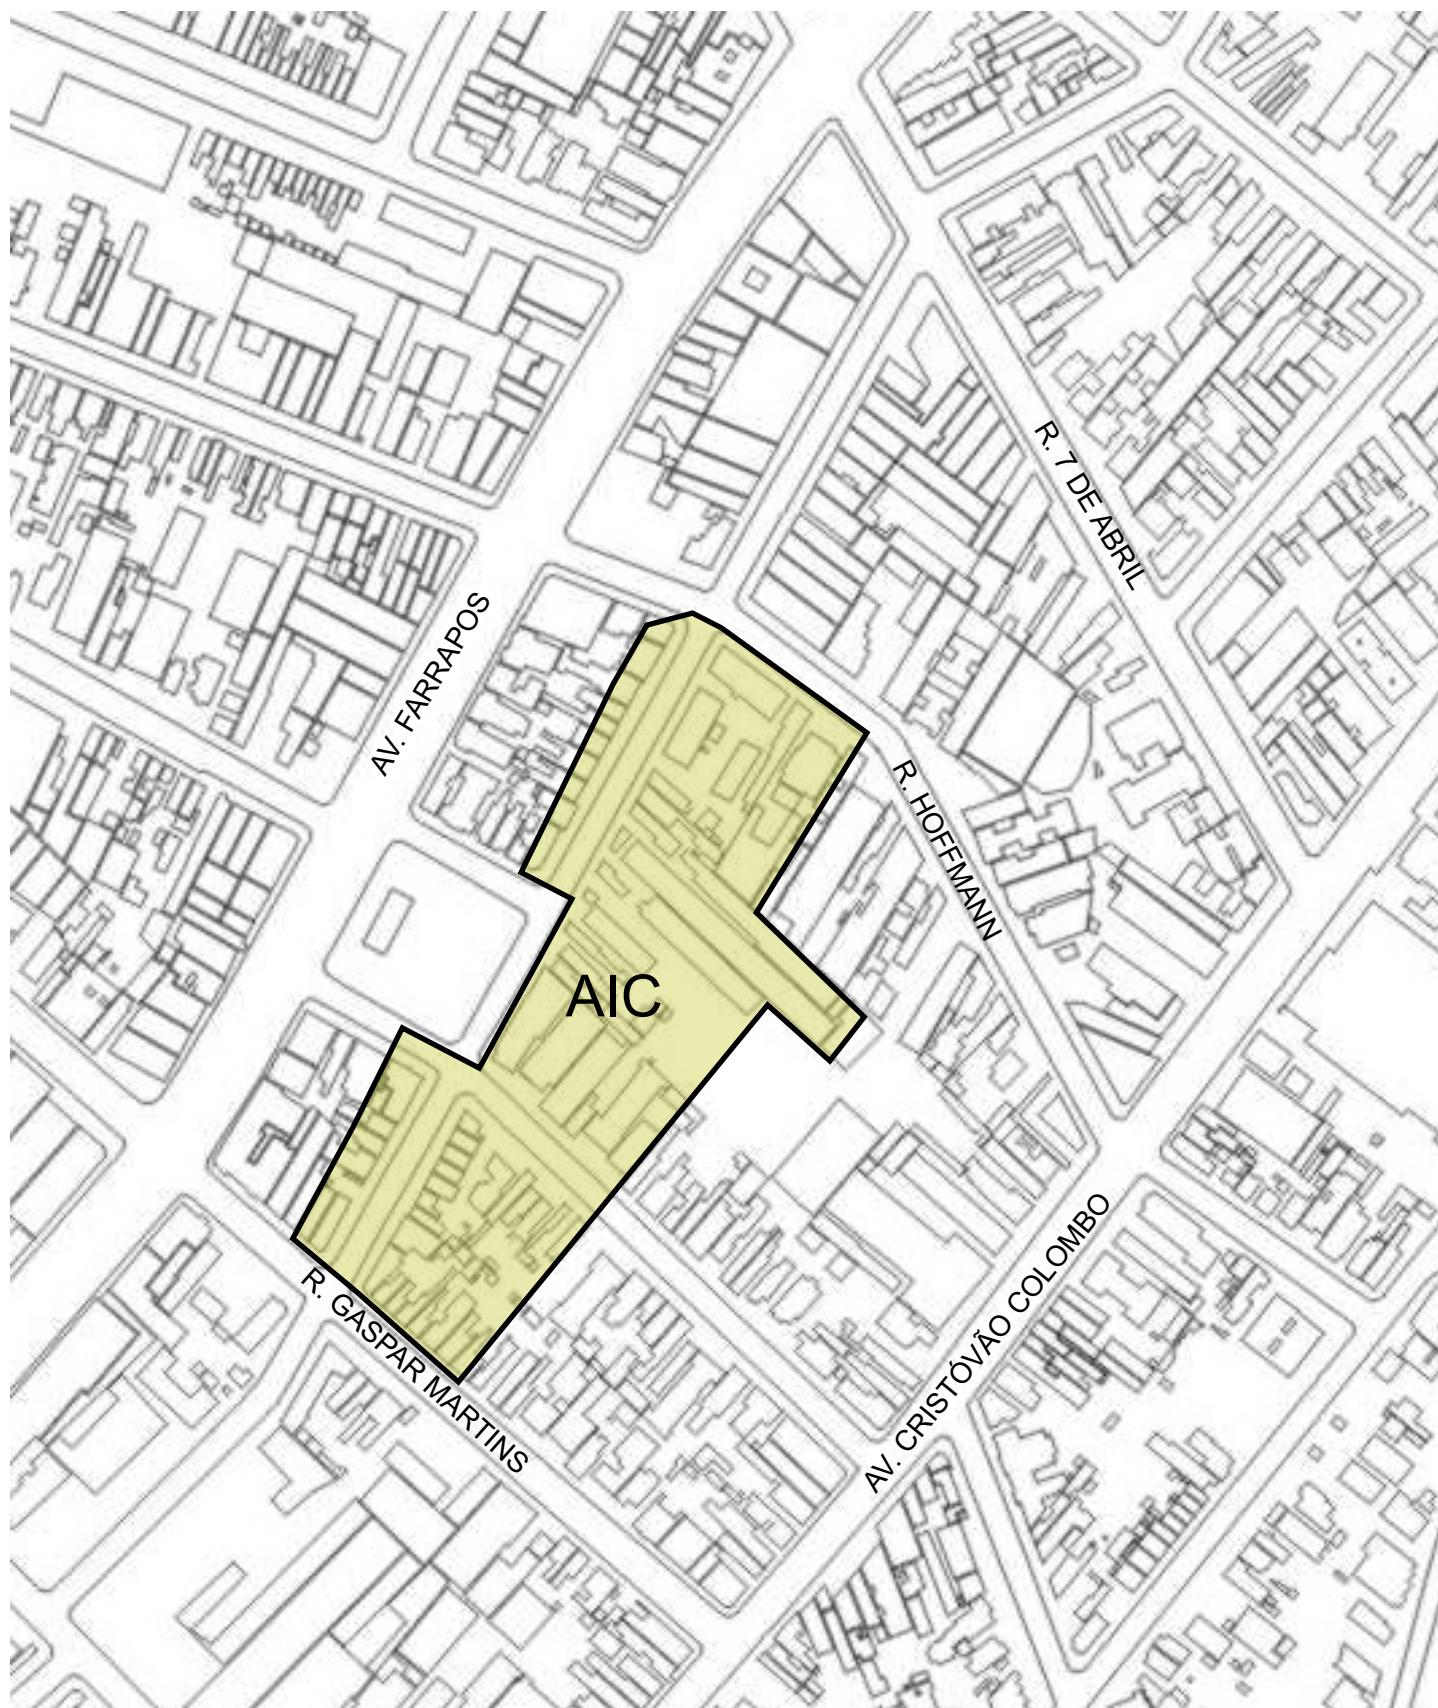 R. 7 DE ABRIL
AV. FARRAPOS
R. HOFFMANN
AIC
AV. CRISTÓVÃO COLOMBO
R. GASPAR MARTINS